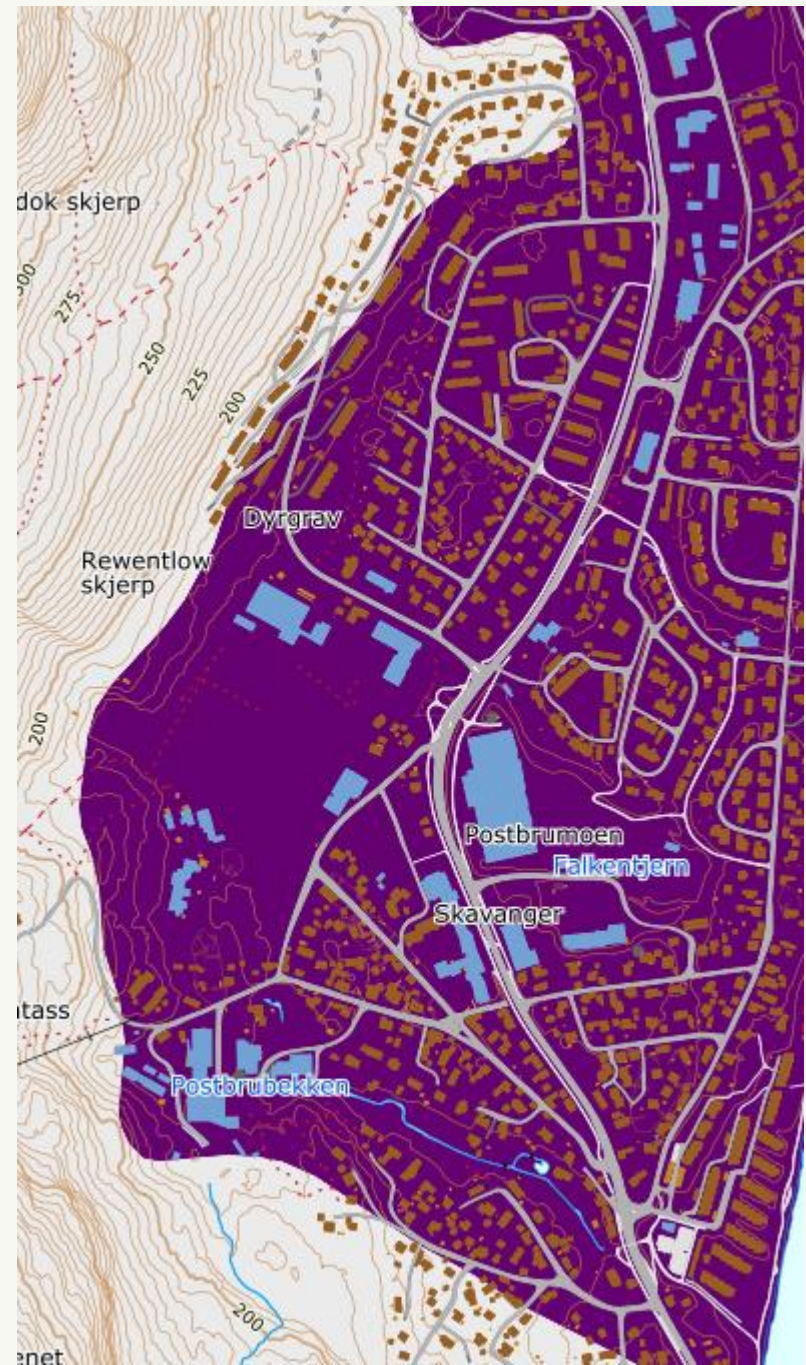 dok skjerp
300
275
250
225
200
Dyrgrav
Rewentlow
skjerp
200
Postbrumoen
Falkentjern
Skavanger
tass
Postbrubekken
200
enet